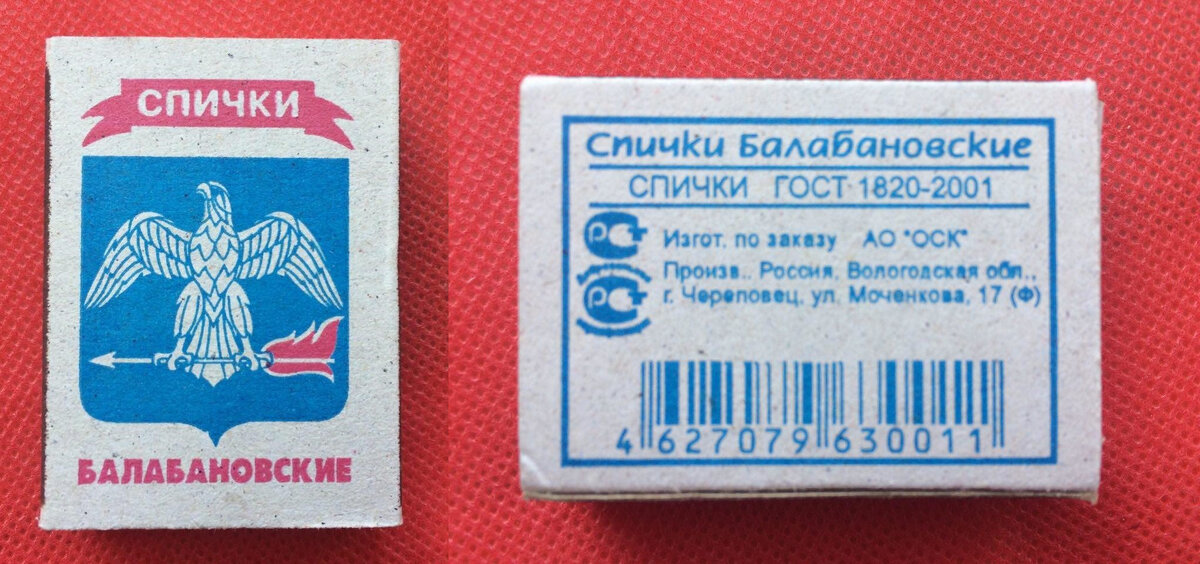 СПИЧКИ
БАЛАБАНОВСКИЕ
Спички Балабановские
СПИЧКИ ГОСТ 1820-2001
Изгот. по заказу АО "ОСК"
Произв.. Россия, Вологодская обл.,
г. Череповец, ул. Моченкова, 17 (Ф)
4 627079 630011